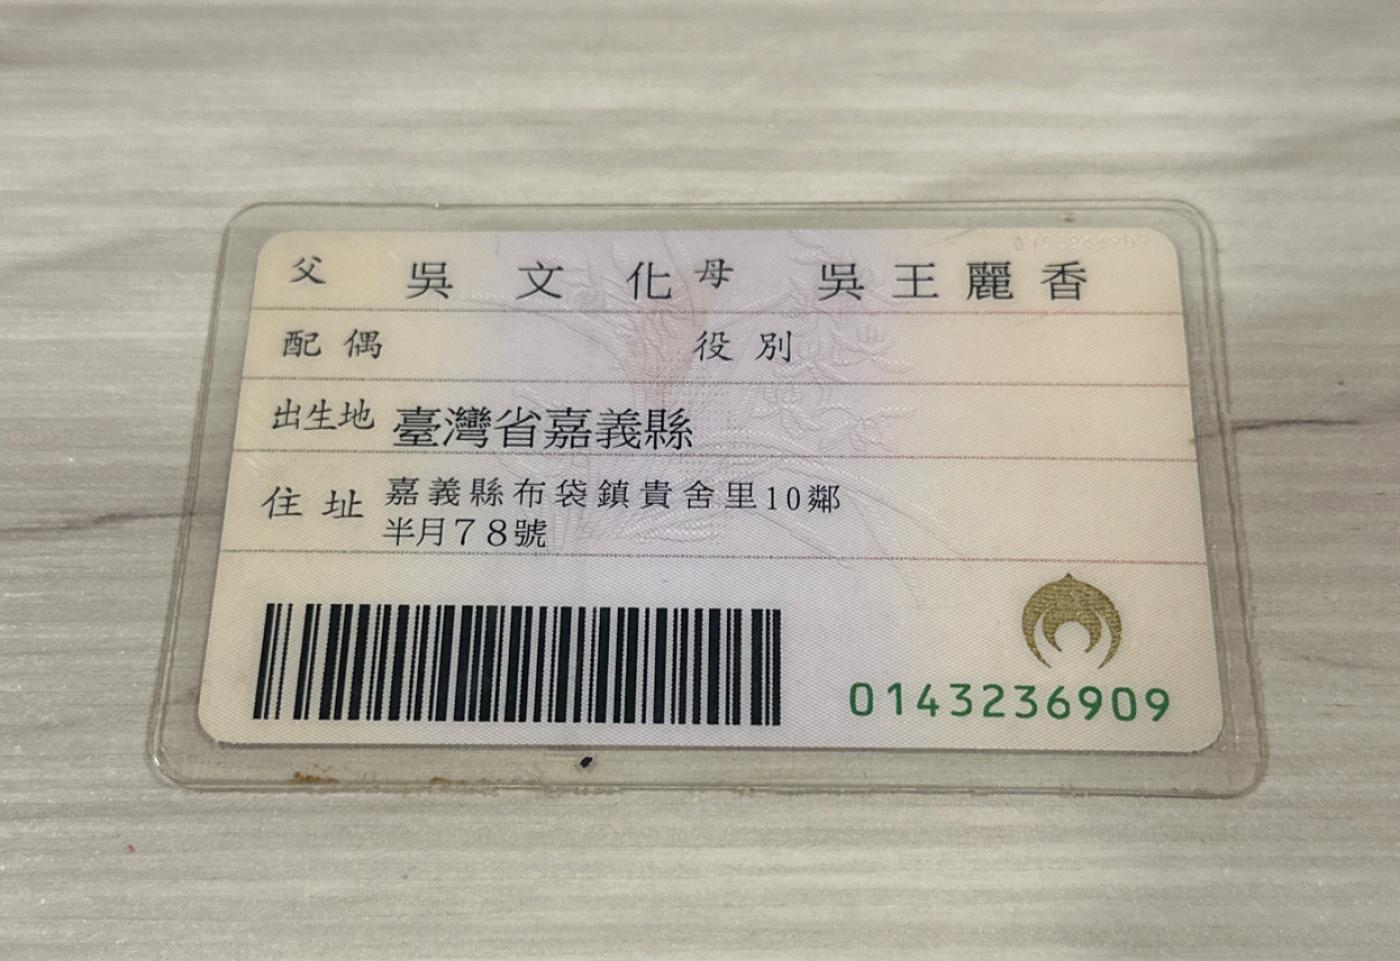 父 吳文化 母 吳王麗香
配偶 役別
出生地 臺灣省嘉義縣
住址 嘉義縣布袋鎮貴舍里10鄰
半月78號
0143236909